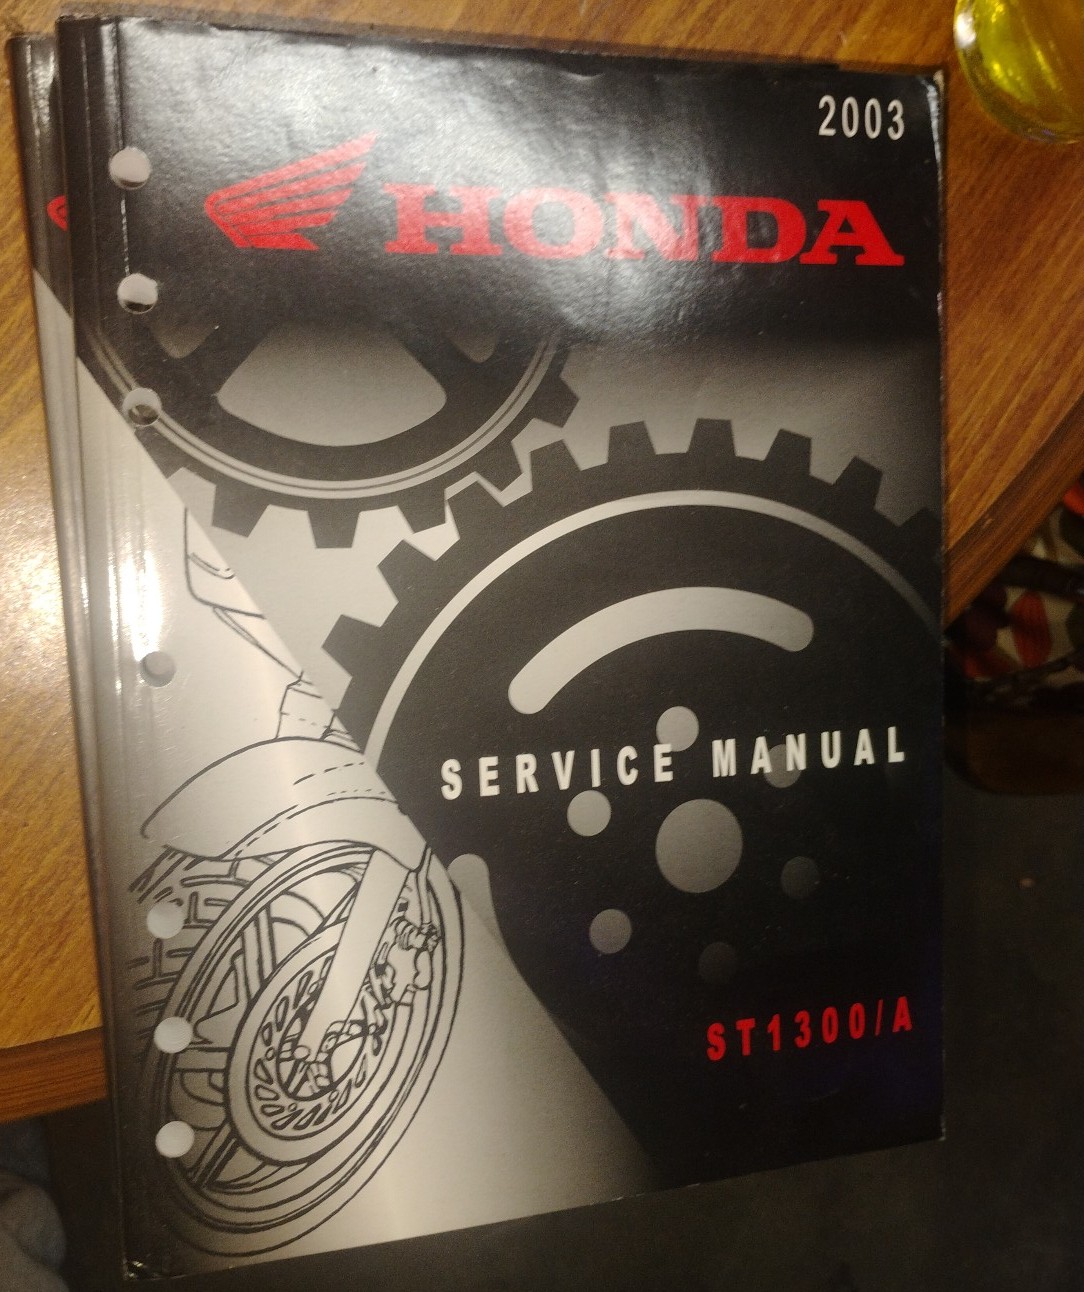 2003
HONDA
SERVICE MANUAL
ST1300/A